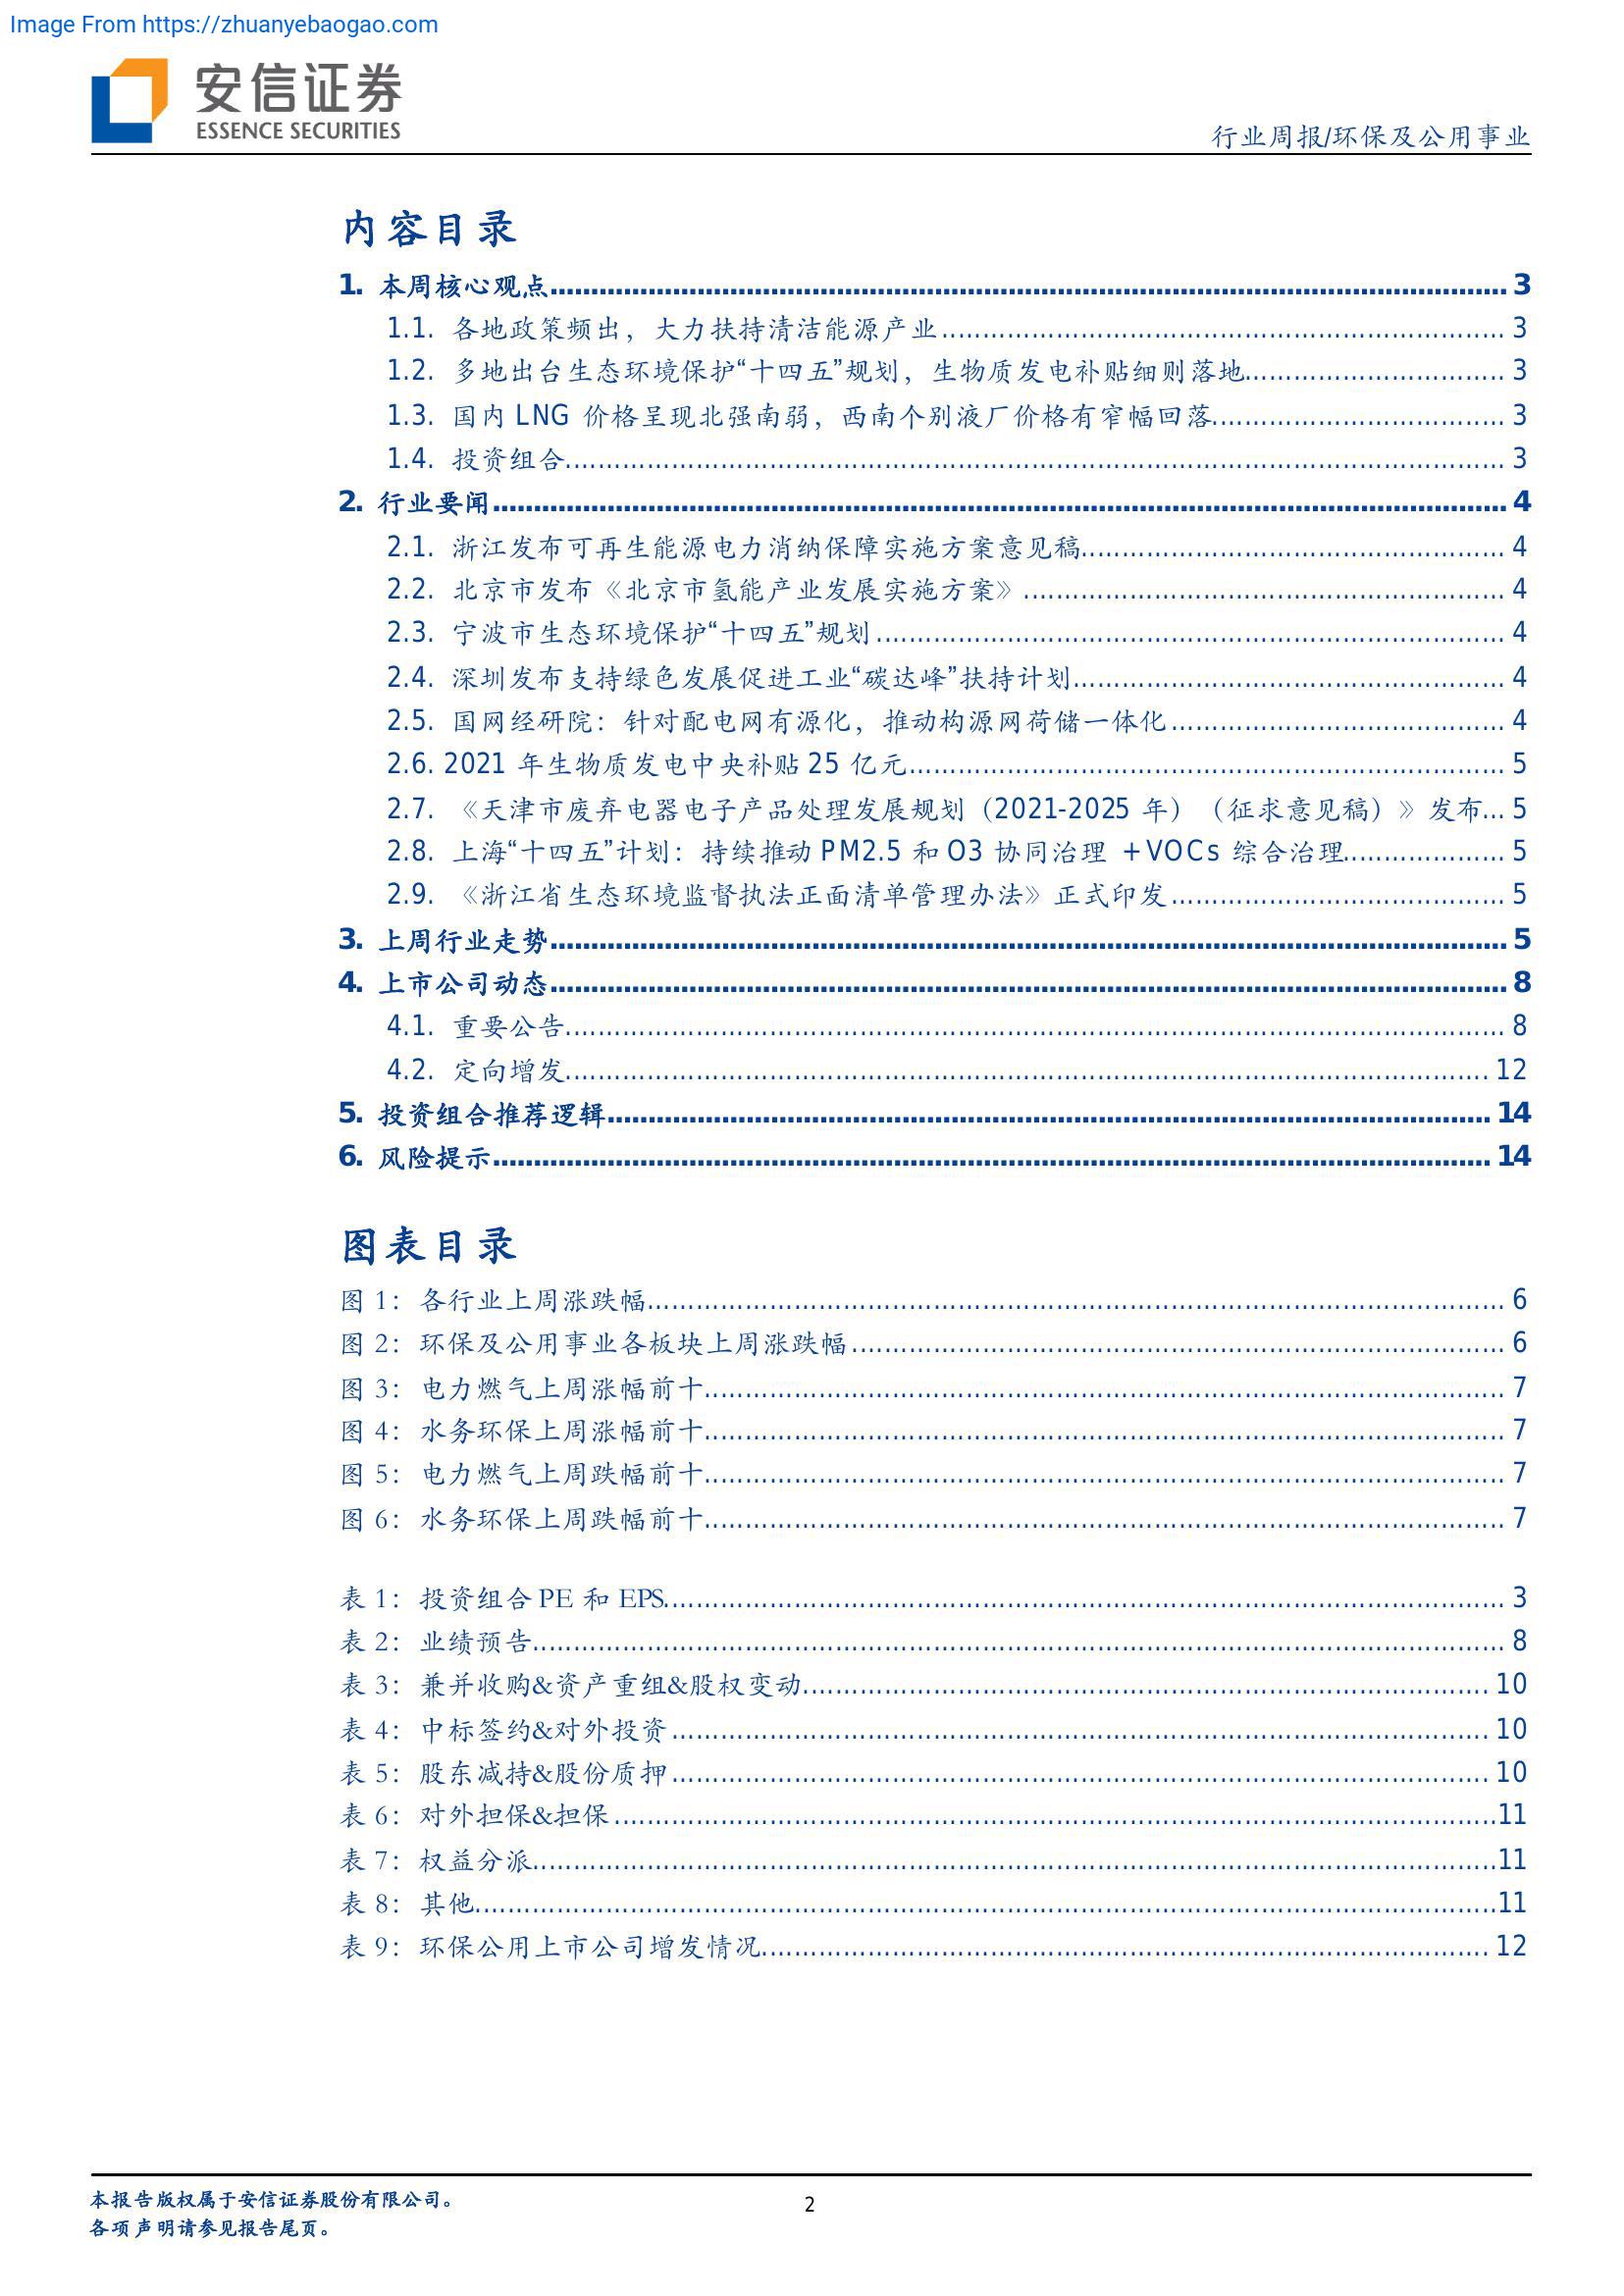 Image From https://zhuanyebaogao.com
安信证券
ESSENCE SECURITIES
行业周报/环保及公用事业
内容目录
1. 本周核心观点 3
1.1. 各地政策频出，大力扶持清洁能源产业 3
1.2. 多地出台生态环境保护“十四五”规划，生物质发电补贴细则落地 3
1.3. 国内 LNG 价格呈现北强南弱，西南个别液厂价格有窄幅回落 3
1.4. 投资组合 3
2. 行业要闻 4
2.1. 浙江发布可再生能源电力消纳保障实施方案意见稿 4
2.2. 北京市发布《北京市氢能产业发展实施方案》 4
2.3. 宁波市生态环境保护“十四五”规划 4
2.4. 深圳发布支持绿色发展促进工业“碳达峰”扶持计划 4
2.5. 国网经研院：针对配电网有源化，推动构源网荷储一体化 4
2.6. 2021 年生物质发电中央补贴 25 亿元 5
2.7. 《天津市废弃电器电子产品处理发展规划（2021-2025 年）（征求意见稿）》发布... 5
2.8. 上海“十四五”计划：持续推动 PM2.5 和 O3 协同治理 +VOCs 综合治理 5
2.9. 《浙江省生态环境监督执法正面清单管理办法》正式印发 5
3. 上周行业走势 5
4. 上市公司动态 8
4.1. 重要公告 8
4.2. 定向增发 12
5. 投资组合推荐逻辑 14
6. 风险提示 14
图表目录
图 1：各行业上周涨跌幅 6
图 2：环保及公用事业各板块上周涨跌幅 6
图 3：电力燃气上周涨幅前十 7
图 4：水务环保上周涨幅前十 7
图 5：电力燃气上周跌幅前十 7
图 6：水务环保上周跌幅前十 7
表 1：投资组合 PE 和 EPS 3
表 2：业绩预告 8
表 3：兼并收购&资产重组&股权变动 10
表 4：中标签约&对外投资 10
表 5：股东减持&股份质押 10
表 6：对外担保&担保 11
表 7：权益分派 11
表 8：其他 11
表 9：环保公用上市公司增发情况 12
本报告版权属于安信证券股份有限公司。
2
各项声明请参见报告尾页。